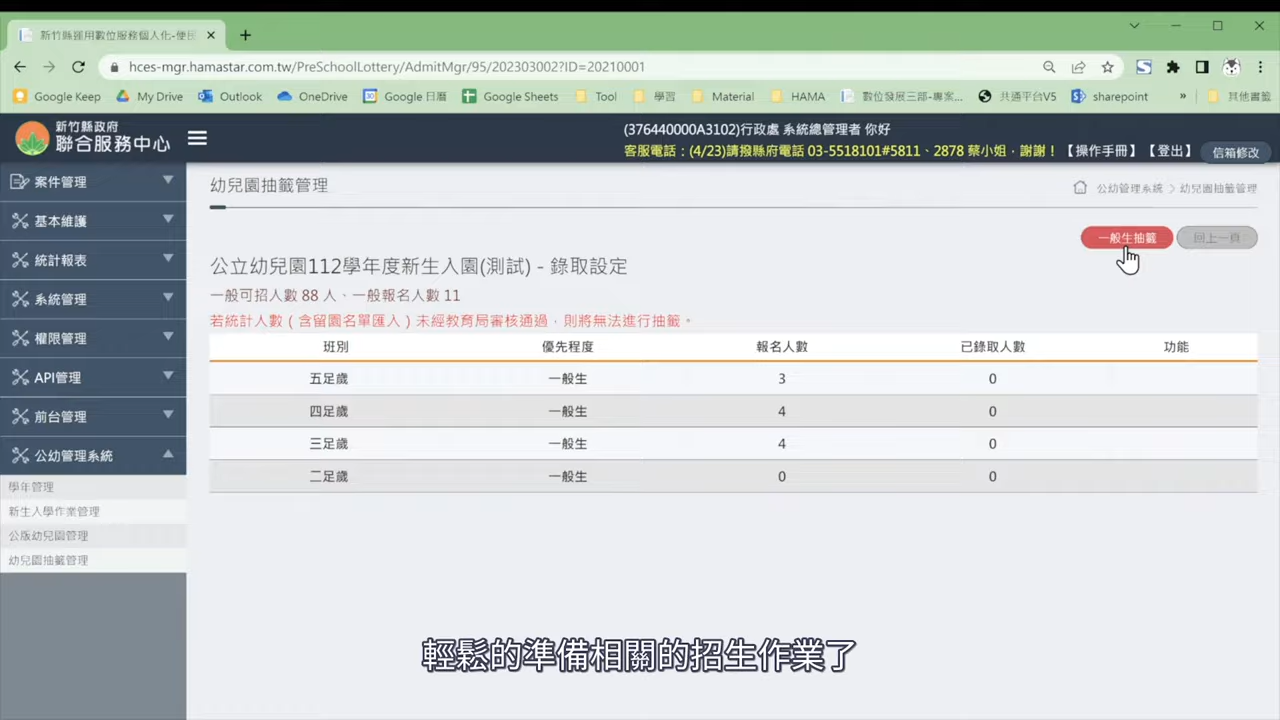 新竹縣運用數位服務個人化-使民
hces-mgr.hamastar.com.tw/PreSchoolLottery/AdmitMgr/95/202303002?ID=20210001
Google Keep My Drive Outlook OneDrive Google 日曆 Google Sheets Tool 學習 Material HAMA 數位發展三部-專案... 共通平台V5 sharepoint » 其他書籤
新竹縣政府
聯合服務中心
(376440000A3102)行政處 系統總管理者 你好
客服電話：(4/23)請撥縣府電話 03-5518101#5811、2878 蔡小姐，謝謝！【操作手冊】【登出】 信箱修改
案件管理
基本維護
統計報表
系統管理
權限管理
API管理
前台管理
公幼管理系統
學年管理
新生入學作業管理
公版幼兒園管理
幼兒園抽籤管理
幼兒園抽籤管理
公幼管理系統 > 幼兒園抽籤管理
一般生抽籤 回上一頁
公立幼兒園112學年度新生入園(測試) - 錄取設定
一般可招人數 88 人、一般報名人數 11
若統計人數（含留園名單匯入）未經教育局審核通過，則將無法進行抽籤。
班別 優先程度 報名人數 已錄取人數 功能
五足歲 一般生 3 0
四足歲 一般生 4 0
三足歲 一般生 4 0
二足歲 一般生 0 0
輕鬆的準備相關的招生作業了